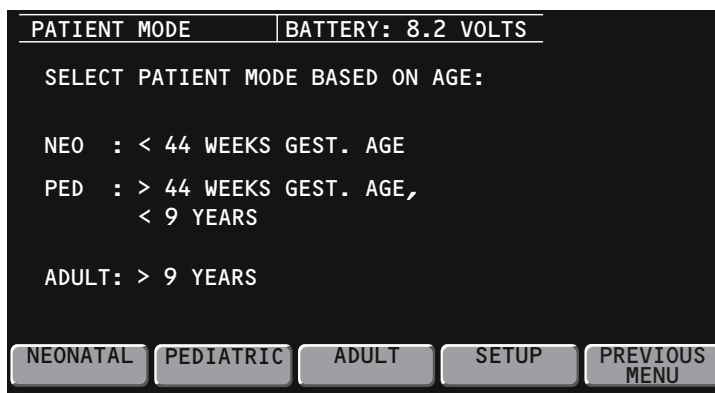 PATIENT MODE BATTERY: 8.2 VOLTS
SELECT PATIENT MODE BASED ON AGE:
NEO : < 44 WEEKS GEST. AGE
PED : > 44 WEEKS GEST. AGE,
< 9 YEARS
ADULT: > 9 YEARS
NEONATAL PEDIATRIC ADULT SETUP PREVIOUS
MENU